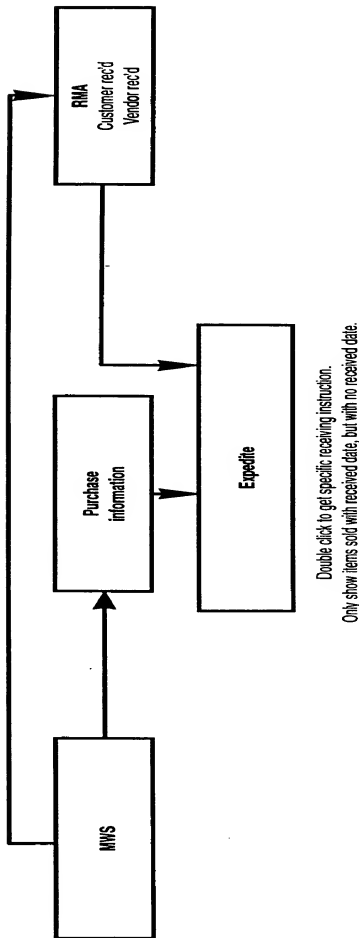 MWS
Purchase
information
RMA
Customer rec'd
Vendor rec'd
Expedite
Double click to get specific receiving instruction.
Only show items sold with received date, but with no received date.